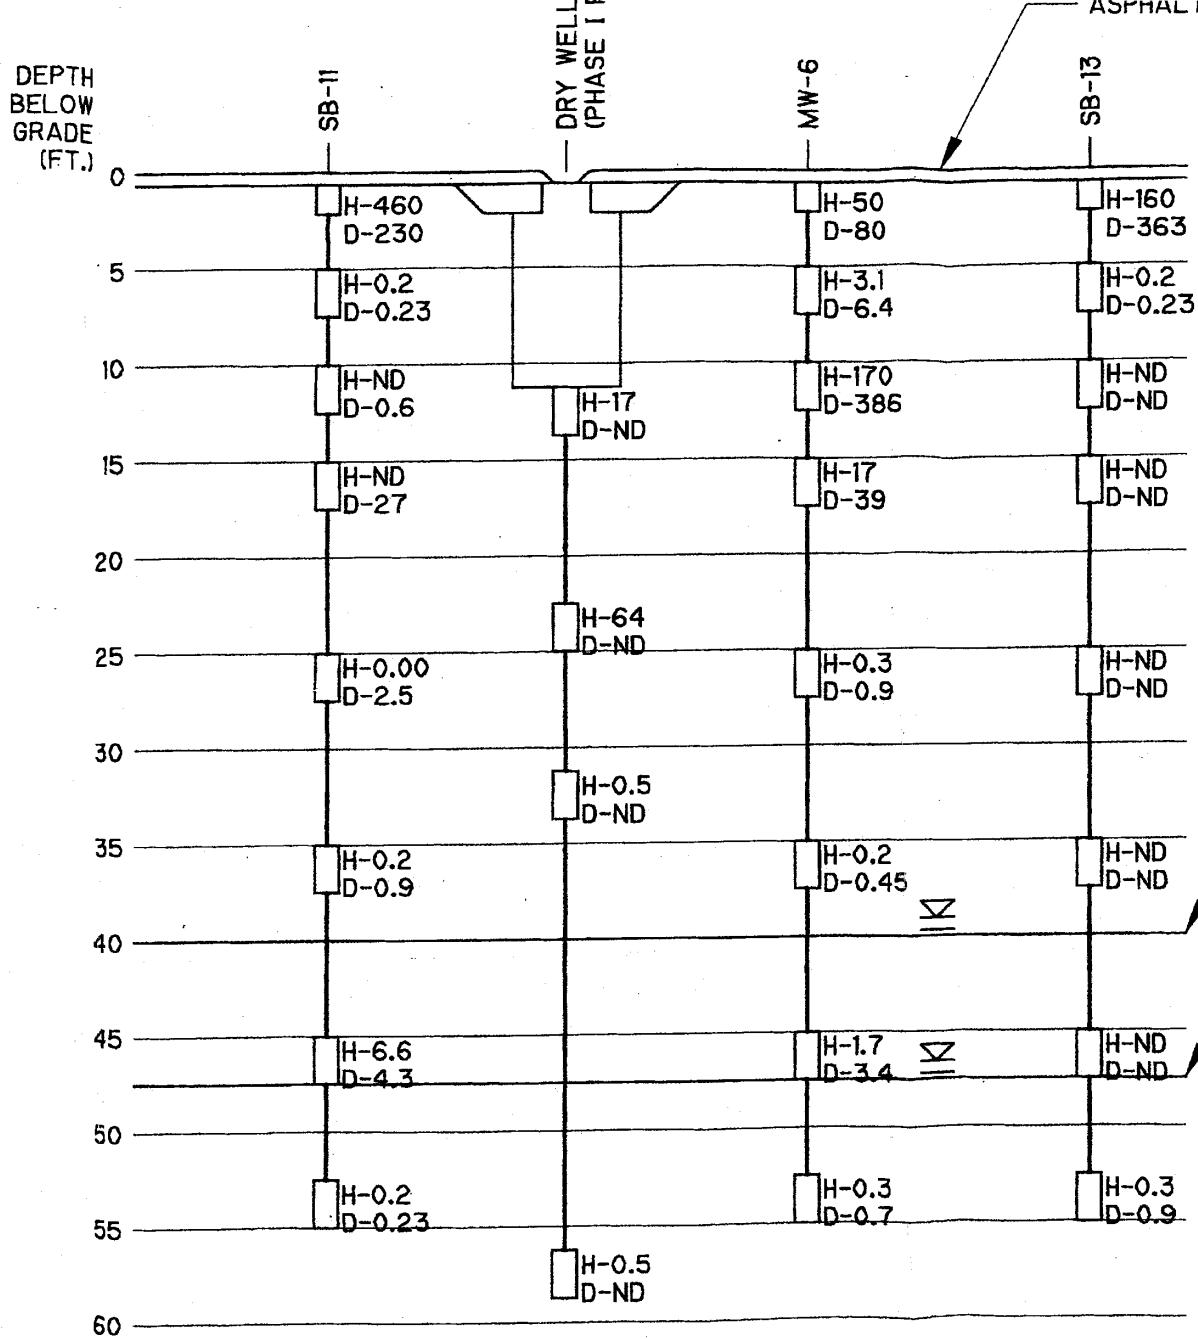 ASPHALT
DEPTH
BELOW
GRADE
(FT.)
SB-11
DRY WELL
(PHASE I
MW-6
SB-13
0
H-460
D-230
H-50
D-80
H-160
D-363
5
H-0.2
D-0.23
H-3.1
D-6.4
H-0.2
D-0.23
10
H-ND
D-0.6
H-17
D-ND
H-170
D-386
H-ND
D-ND
15
H-ND
D-27
H-17
D-39
H-ND
D-ND
20
H-64
D-ND
25
H-0.00
D-2.5
H-0.3
D-0.9
H-ND
D-ND
30
H-0.5
D-ND
35
H-0.2
D-0.9
H-0.2
D-0.45
H-ND
D-ND
40
45
H-6.6
D-4.3
H-1.7
D-3.4
H-ND
D-ND
50
H-0.2
D-0.23
H-0.3
D-0.7
H-0.3
D-0.9
55
H-0.5
D-ND
60